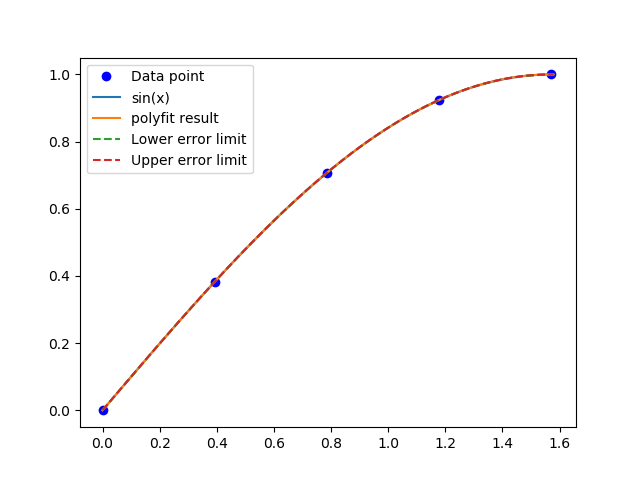 Data point
sin(x)
polyfit result
Lower error limit
Upper error limit
1.0
0.8
0.6
0.4
0.2
0.0
0.0 0.2 0.4 0.6 0.8 1.0 1.2 1.4 1.6